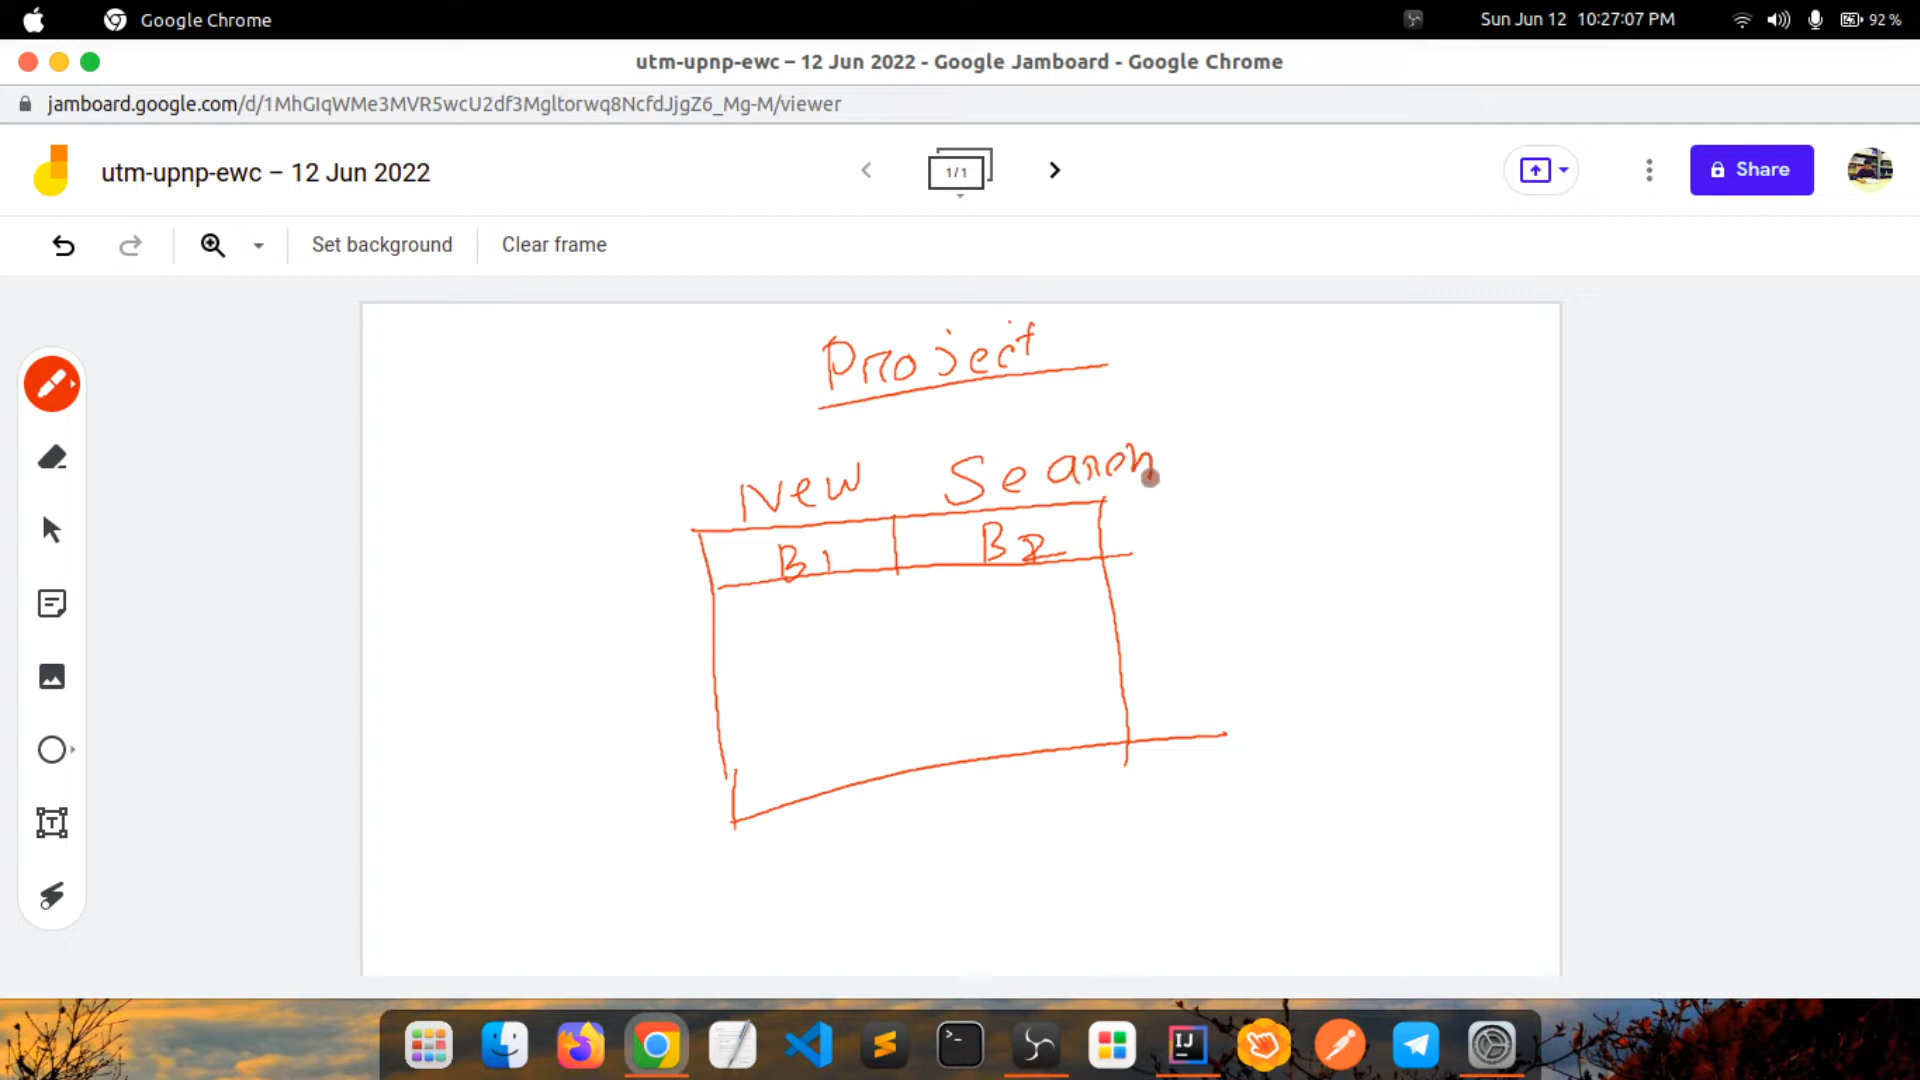 Google Chrome
Sun Jun 12 10:27:07 PM
92 %
utm-upnp-ewc – 12 Jun 2022 - Google Jamboard - Google Chrome
jamboard.google.com/d/1MhGIqWMe3MVR5wcU2df3Mgltorwq8NcfdJjgZ6_Mg-M/viewer
utm-upnp-ewc – 12 Jun 2022
1/1
Share
Set background
Clear frame
Project
New Search
B1 B2
T
>_
IJ